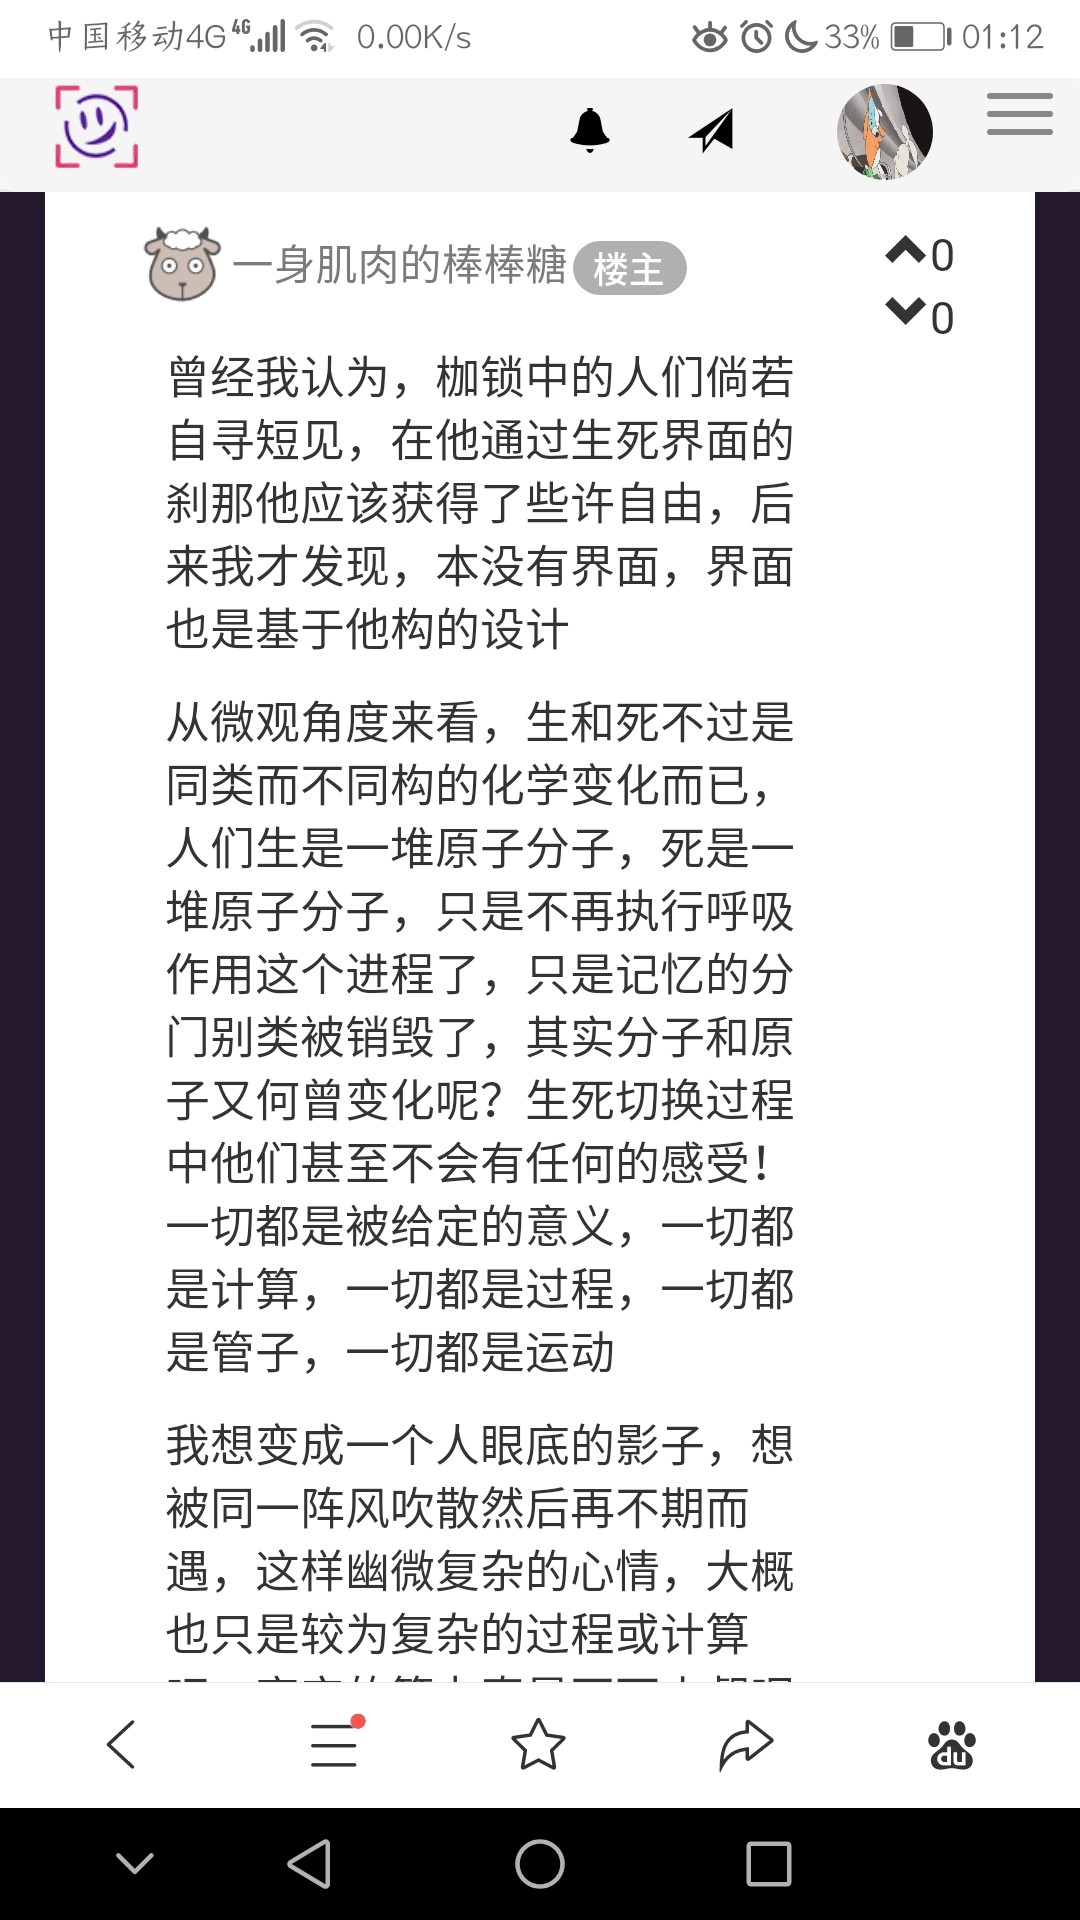 中国移动4G 4G 0.00K/s 33% 01:12
一身肌肉的棒棒糖 楼主
0
0
曾经我认为，枷锁中的人们倘若
自寻短见，在他通过生死界面的
刹那他应该获得了些许自由，后
来我才发现，本没有界面，界面
也是基于他构的设计
从微观角度来看，生和死不过是
同类而不同构的化学变化而已，
人们生是一堆原子分子，死是一
堆原子分子，只是不再执行呼吸
作用这个进程了，只是记忆的分
门别类被销毁了，其实分子和原
子又何曾变化呢？生死切换过程
中他们甚至不会有任何的感受！
一切都是被给定的意义，一切都
是计算，一切都是过程，一切都
是管子，一切都是运动
我想变成一个人眼底的影子，想
被同一阵风吹散然后再不期而
遇，这样幽微复杂的心情，大概
也只是较为复杂的过程或计算
du